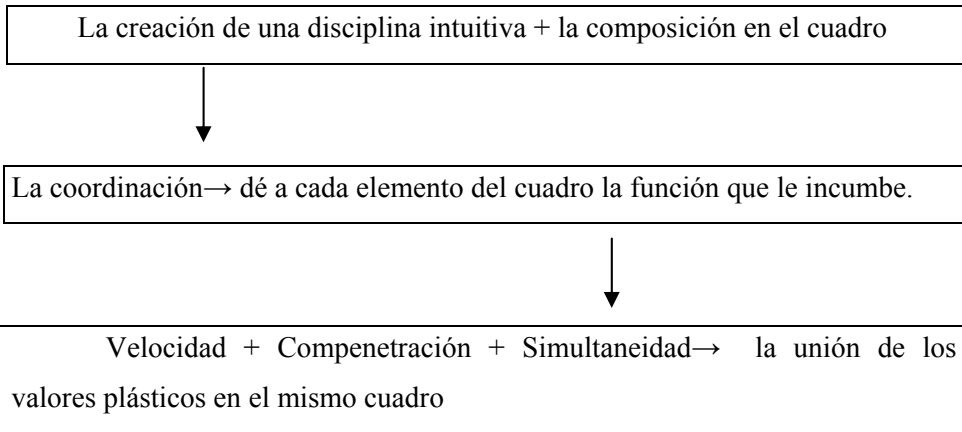 La creación de una disciplina intuitiva + la composición en el cuadro
La coordinación→ dé a cada elemento del cuadro la función que le incumbe.
Velocidad + Compenetración + Simultaneidad→ la unión de los
valores plásticos en el mismo cuadro